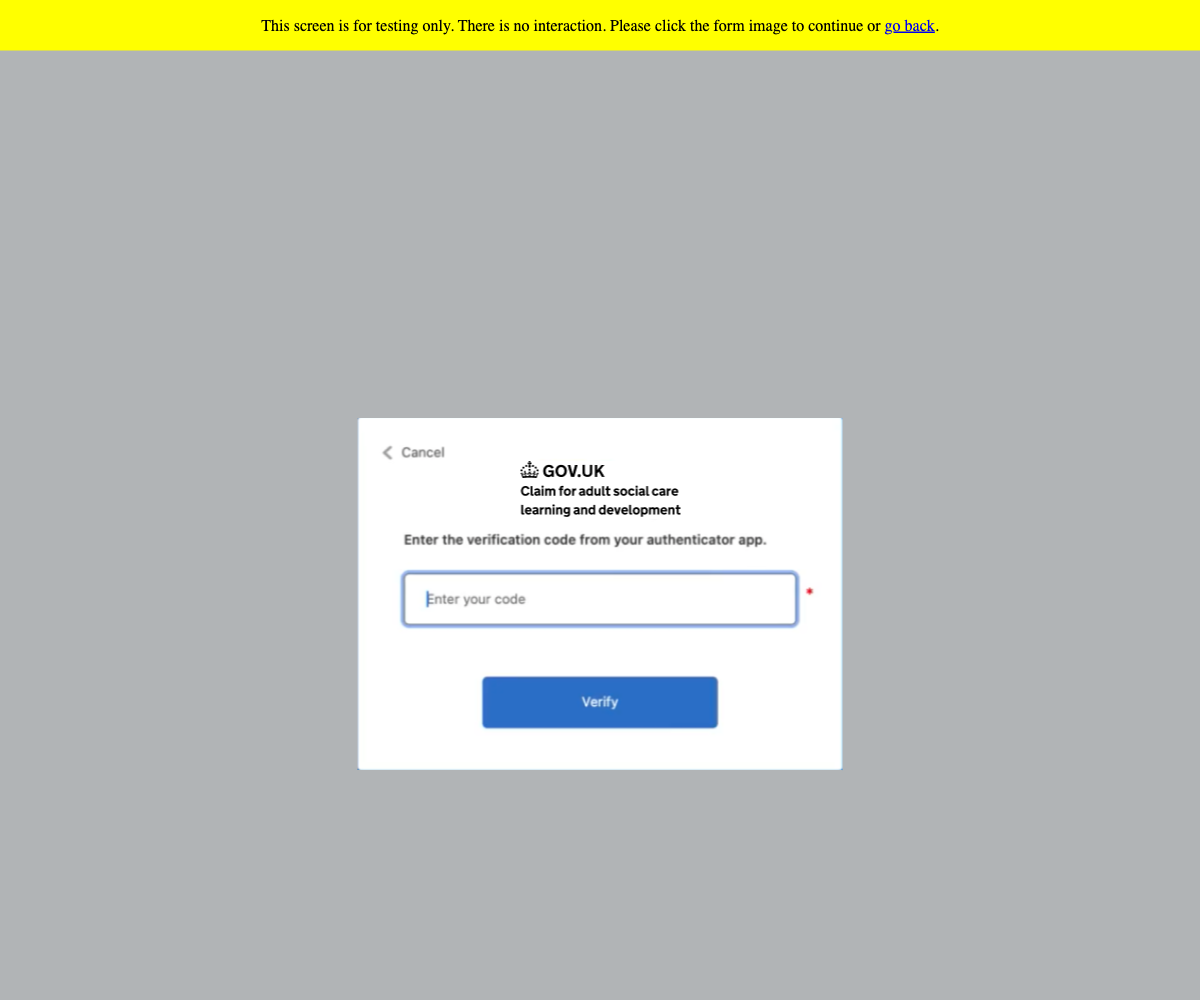 This screen is for testing only. There is no interaction. Please click the form image to continue or go back.
Cancel
GOV.UK
Claim for adult social care
learning and development
Enter the verification code from your authenticator app.
Enter your code
*
Verify